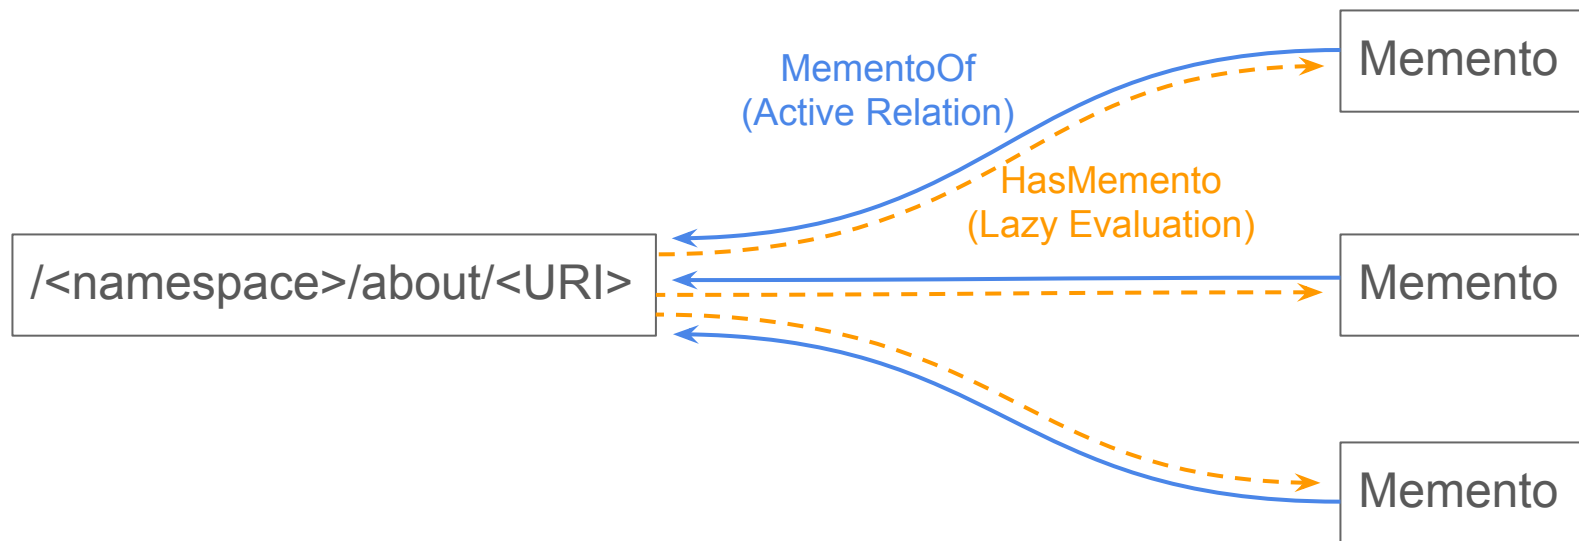 Memento
MementoOf
(Active Relation)
HasMemento
(Lazy Evaluation)
/<namespace>/about/<URI>
Memento
Memento